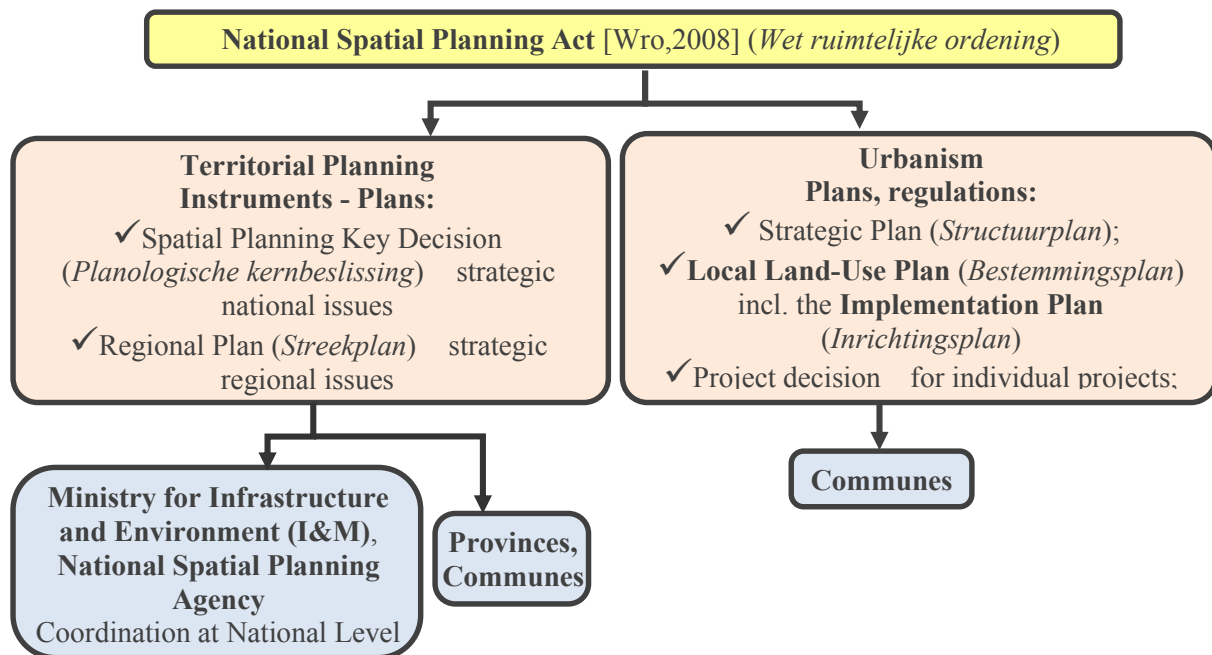 National Spatial Planning Act [Wro,2008] (Wet ruimtelijke ordening)
Territorial Planning
Instruments - Plans:
✓Spatial Planning Key Decision
(Planologische kernbeslissing) strategic
national issues
✓Regional Plan (Streekplan) strategic
regional issues
Urbanism
Plans, regulations:
✓ Strategic Plan (Structuurplan);
✓Local Land-Use Plan (Bestemmingsplan)
incl. the Implementation Plan
(Inrichtingsplan)
✓Project decision for individual projects;
Ministry for Infrastructure
and Environment (I&M),
National Spatial Planning
Agency
Coordination at National Level
Provinces,
Communes
Communes